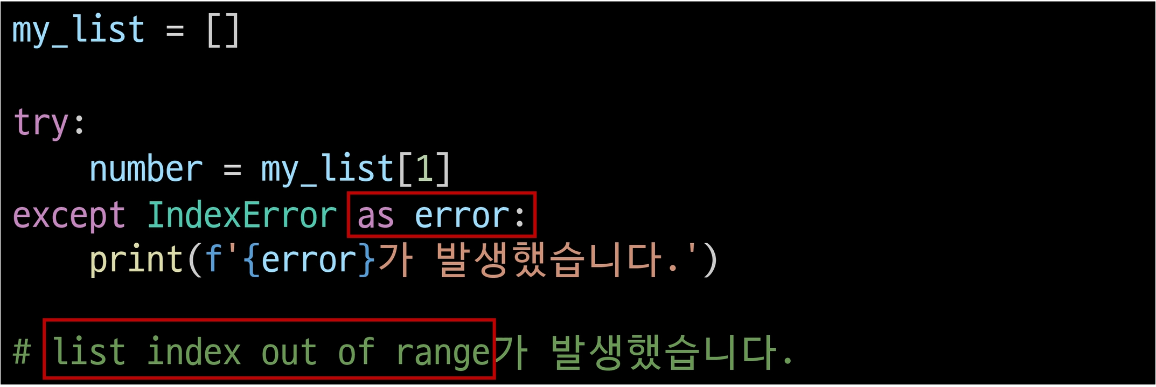 my_list = []
try:
    number = my_list[1]
except IndexError as error:
    print(f'{error}가 발생했습니다.')
# list index out of range가 발생했습니다.